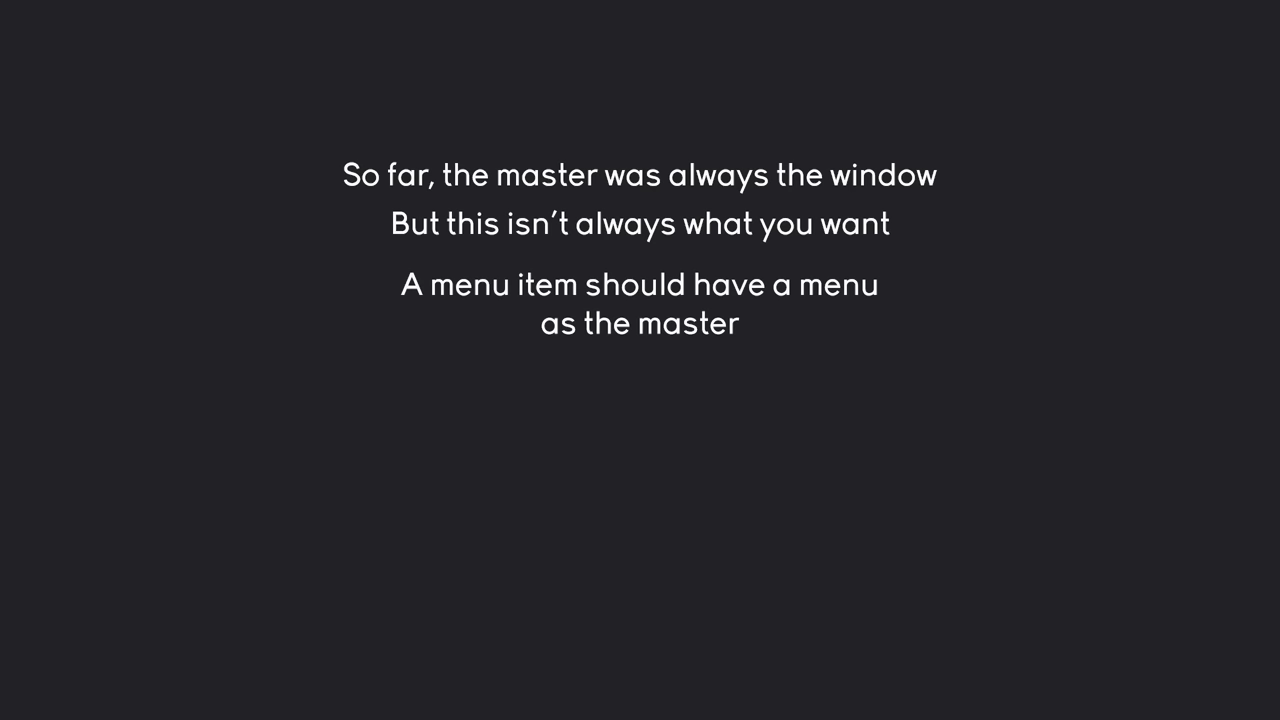 So far, the master was always the window
But this isn’t always what you want
A menu item should have a menu
as the master